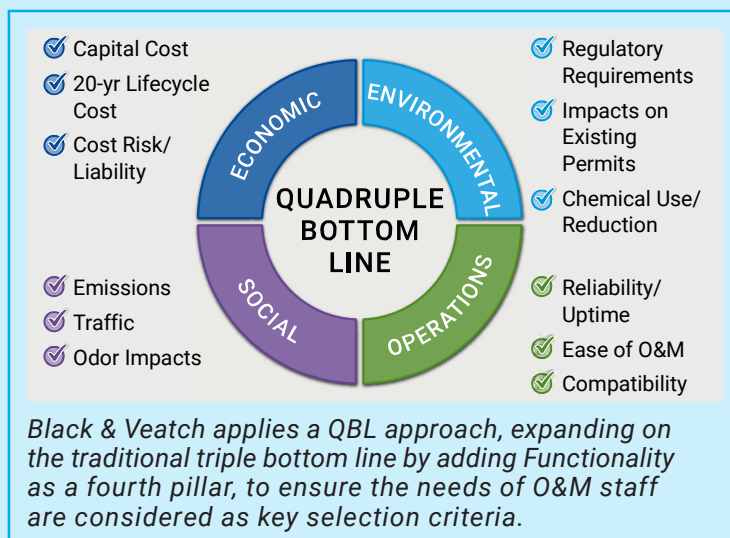 Capital Cost
20-yr Lifecycle
Cost
Cost Risk/
Liability
ECONOMIC
ENVIRONMENTAL
Regulatory
Requirements
Impacts on
Existing
Permits
Chemical Use/
Reduction
QUADRUPLE
BOTTOM
LINE
Emissions
Traffic
Odor Impacts
SOCIAL
OPERATIONS
Reliability/
Uptime
Ease of O&M
Compatibility
Black & Veatch applies a QBL approach, expanding on
the traditional triple bottom line by adding Functionality
as a fourth pillar, to ensure the needs of O&M staff
are considered as key selection criteria.